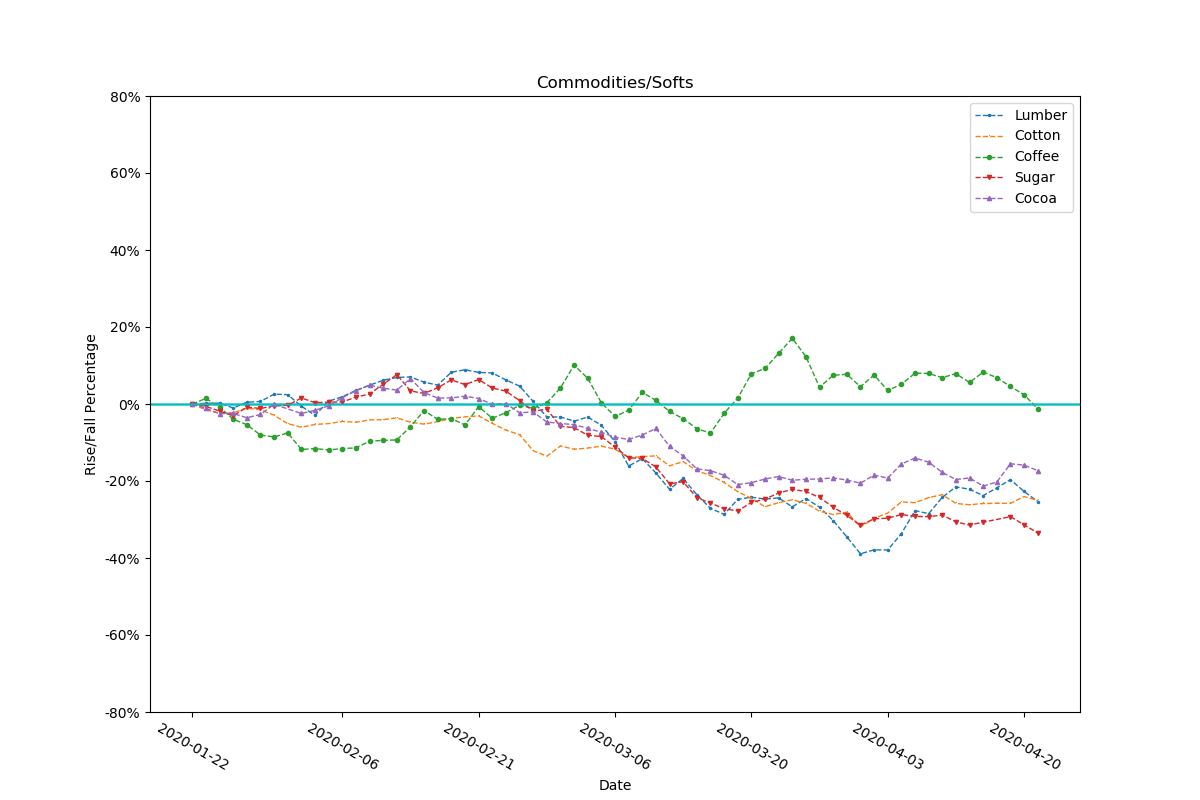 Commodities/Softs
80%
60%
40%
20%
0%
-20%
-40%
-60%
-80%
Rise/Fall Percentage
Lumber
Cotton
Coffee
Sugar
Cocoa
2020-01-22
2020-02-06
2020-02-21
2020-03-06
2020-03-20
2020-04-03
2020-04-20
Date